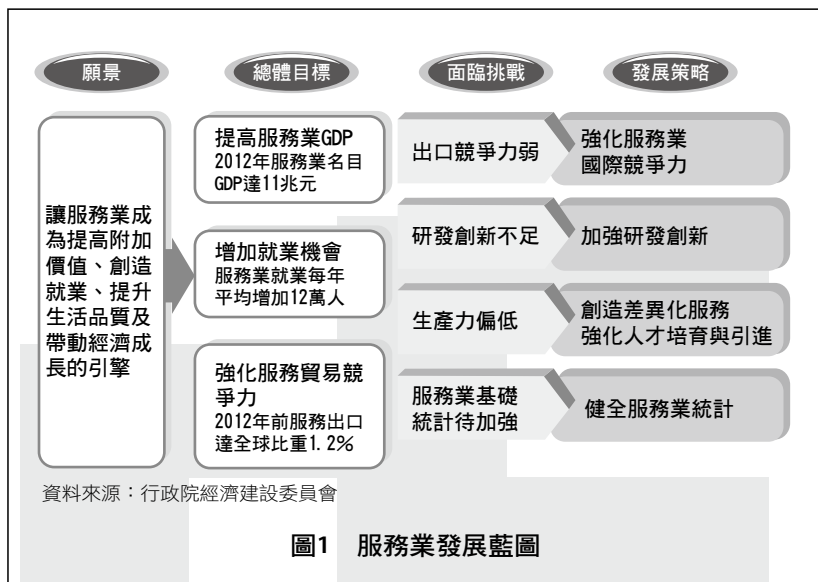 願景
總體目標
面臨挑戰
發展策略
讓服務業成
為提高附加
價值、創造
就業、提升
生活品質及
帶動經濟成
長的引擎
提高服務業GDP
2012年服務業名目
GDP達11兆元
增加就業機會
服務業就業每年
平均增加12萬人
強化服務貿易競
爭力
2012年前服務出口
達全球比重1.2%
出口競爭力弱
強化服務業
國際競爭力
研發創新不足
加強研發創新
生產力偏低
創造差異化服務
強化人才培育與引進
服務業基礎
統計待加強
健全服務業統計
資料來源：行政院經濟建設委員會
圖1　服務業發展藍圖